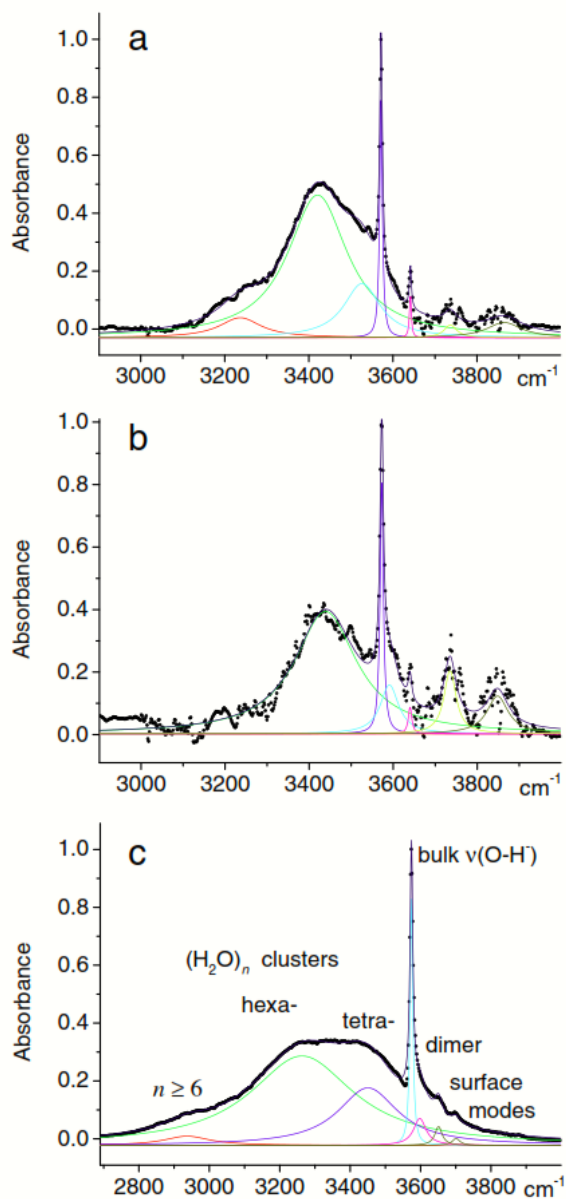 a
1.0
0.8
0.6
0.4
0.2
0.0
Absorbance
3000 3200 3400 3600 3800 cm⁻¹
b
1.0
0.8
0.6
0.4
0.2
0.0
Absorbance
3000 3200 3400 3600 3800 cm⁻¹
c
bulk ν(O-H⁻)
(H₂O)ₙ clusters
hexa-
tetra-
dimer
n ≥ 6
surface
modes
1.0
0.8
0.6
0.4
0.2
0.0
Absorbance
2800 3000 3200 3400 3600 3800 cm⁻¹